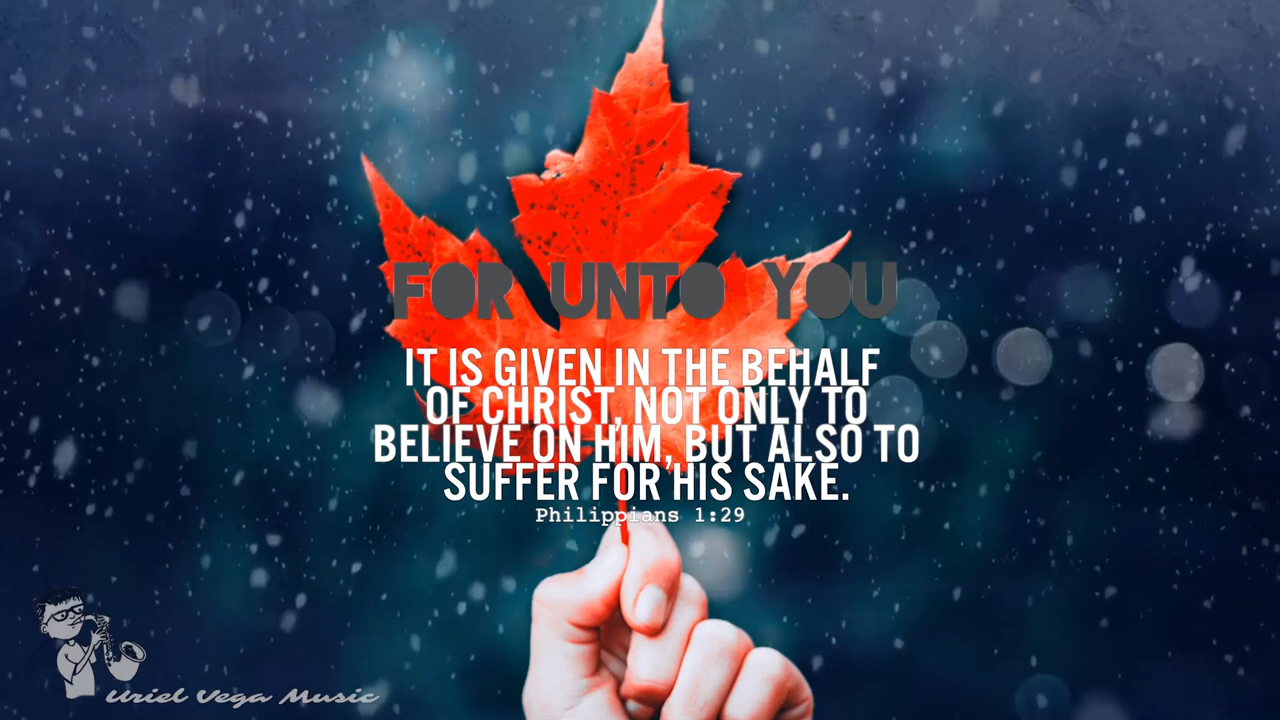 FOR UNTO YOU
IT IS GIVEN IN THE BEHALF
OF CHRIST, NOT ONLY TO
BELIEVE ON HIM, BUT ALSO TO
SUFFER FOR HIS SAKE.
Philippians 1:29
Uriel Vega Music